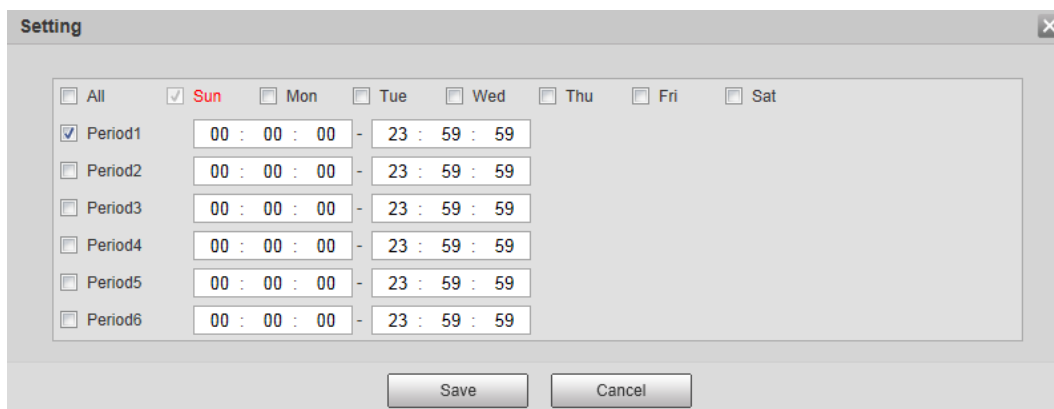 Setting
All Sun Mon Tue Wed Thu Fri Sat
Period1 00 : 00 : 00 - 23 : 59 : 59
Period2 00 : 00 : 00 - 23 : 59 : 59
Period3 00 : 00 : 00 - 23 : 59 : 59
Period4 00 : 00 : 00 - 23 : 59 : 59
Period5 00 : 00 : 00 - 23 : 59 : 59
Period6 00 : 00 : 00 - 23 : 59 : 59
Save Cancel